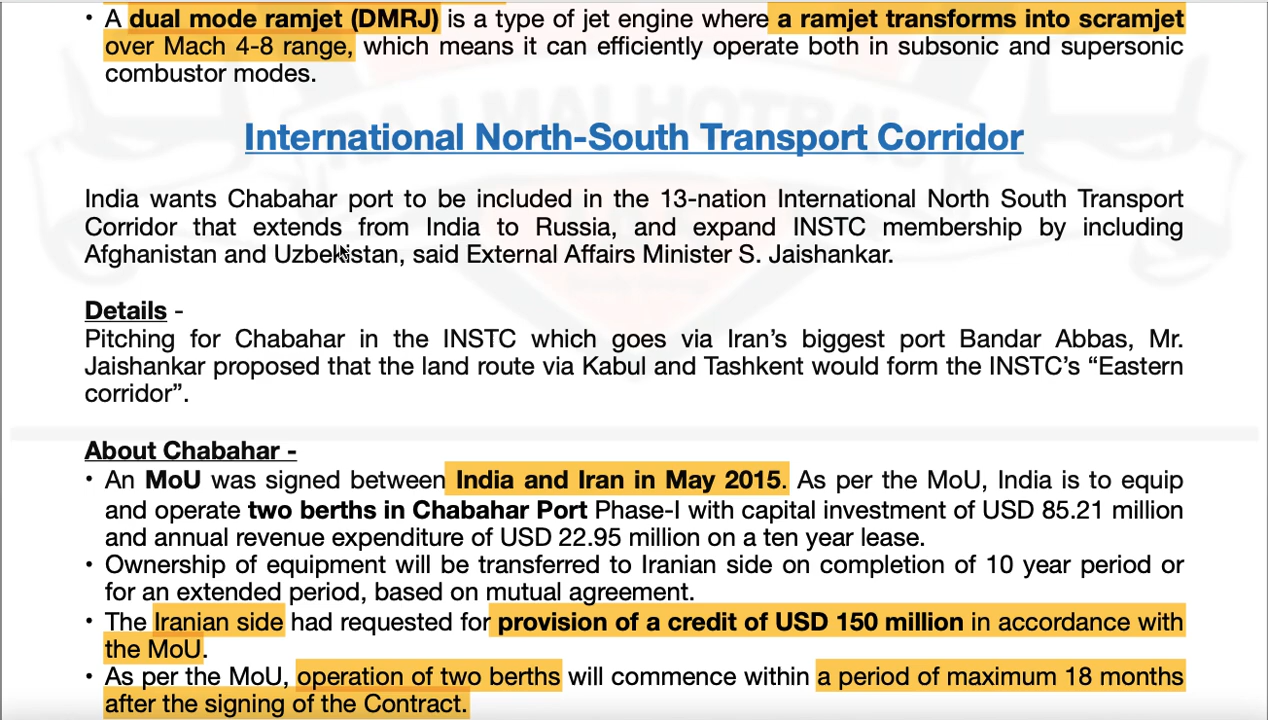 • A dual mode ramjet (DMRJ) is a type of jet engine where a ramjet transforms into scramjet
over Mach 4-8 range, which means it can efficiently operate both in subsonic and supersonic
combustor modes.
International North-South Transport Corridor
India wants Chabahar port to be included in the 13-nation International North South Transport
Corridor that extends from India to Russia, and expand INSTC membership by including
Afghanistan and Uzbekistan, said External Affairs Minister S. Jaishankar.
Details -
Pitching for Chabahar in the INSTC which goes via Iran’s biggest port Bandar Abbas, Mr.
Jaishankar proposed that the land route via Kabul and Tashkent would form the INSTC’s “Eastern
corridor”.
About Chabahar -
• An MoU was signed between India and Iran in May 2015. As per the MoU, India is to equip
and operate two berths in Chabahar Port Phase-I with capital investment of USD 85.21 million
and annual revenue expenditure of USD 22.95 million on a ten year lease.
• Ownership of equipment will be transferred to Iranian side on completion of 10 year period or
for an extended period, based on mutual agreement.
• The Iranian side had requested for provision of a credit of USD 150 million in accordance with
the MoU.
• As per the MoU, operation of two berths will commence within a period of maximum 18 months
after the signing of the Contract.